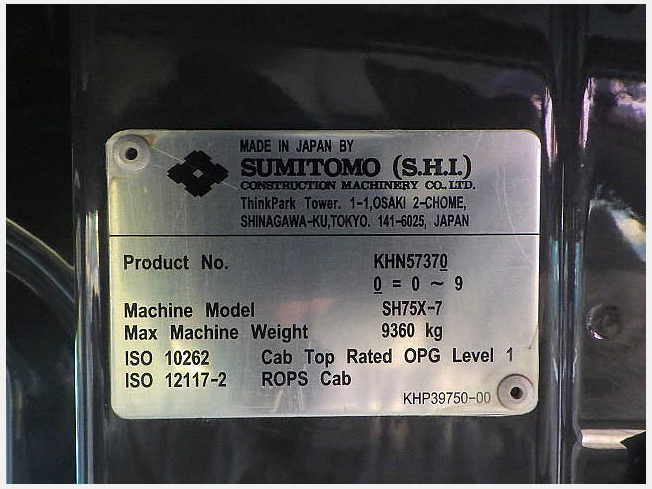 MADE IN JAPAN BY
SUMITOMO (S.H.I.)
CONSTRUCTION MACHINERY CO., LTD.
ThinkPark Tower. 1-1,OSAKI 2-CHOME,
SHINAGAWA-KU,TOKYO. 141-6025, JAPAN
Product No. KHN57370
0 = 0 ~ 9
Machine Model SH75X-7
Max Machine Weight 9360 kg
ISO 10262 Cab Top Rated OPG Level 1
ISO 12117-2 ROPS Cab
KHP39750-00